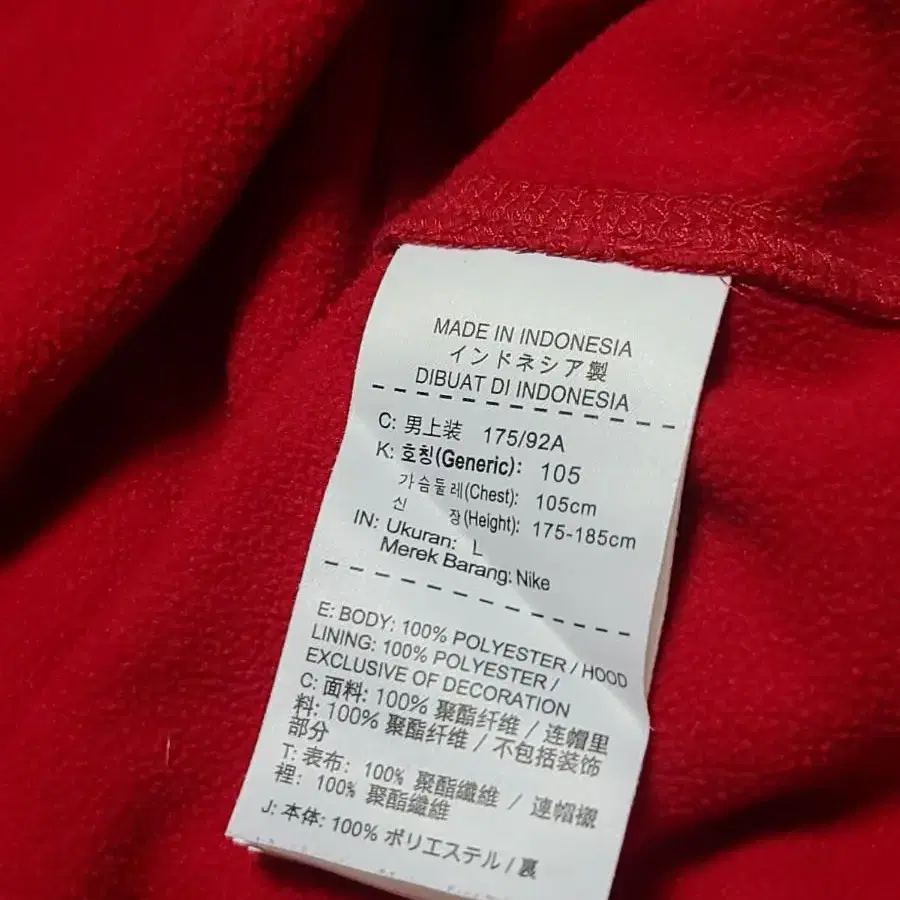 MADE IN INDONESIA
インドネシア製
DIBUAT DI INDONESIA
C: 男上装 175/92A
K: 호칭(Generic): 105
가슴둘레(Chest): 105cm
신 장(Height): 175-185cm
IN: Ukuran: L
Merek Barang: Nike
E: BODY: 100% POLYESTER / HOOD
LINING: 100% POLYESTER /
EXCLUSIVE OF DECORATION
C: 面料: 100% 聚酯纤维 / 连帽里
料: 100% 聚酯纤维 / 不包括装饰
部分
T: 表布: 100% 聚酯纖維 / 連帽襯
裡: 100% 聚酯纖維
J: 本体: 100% ポリエステル / 裏